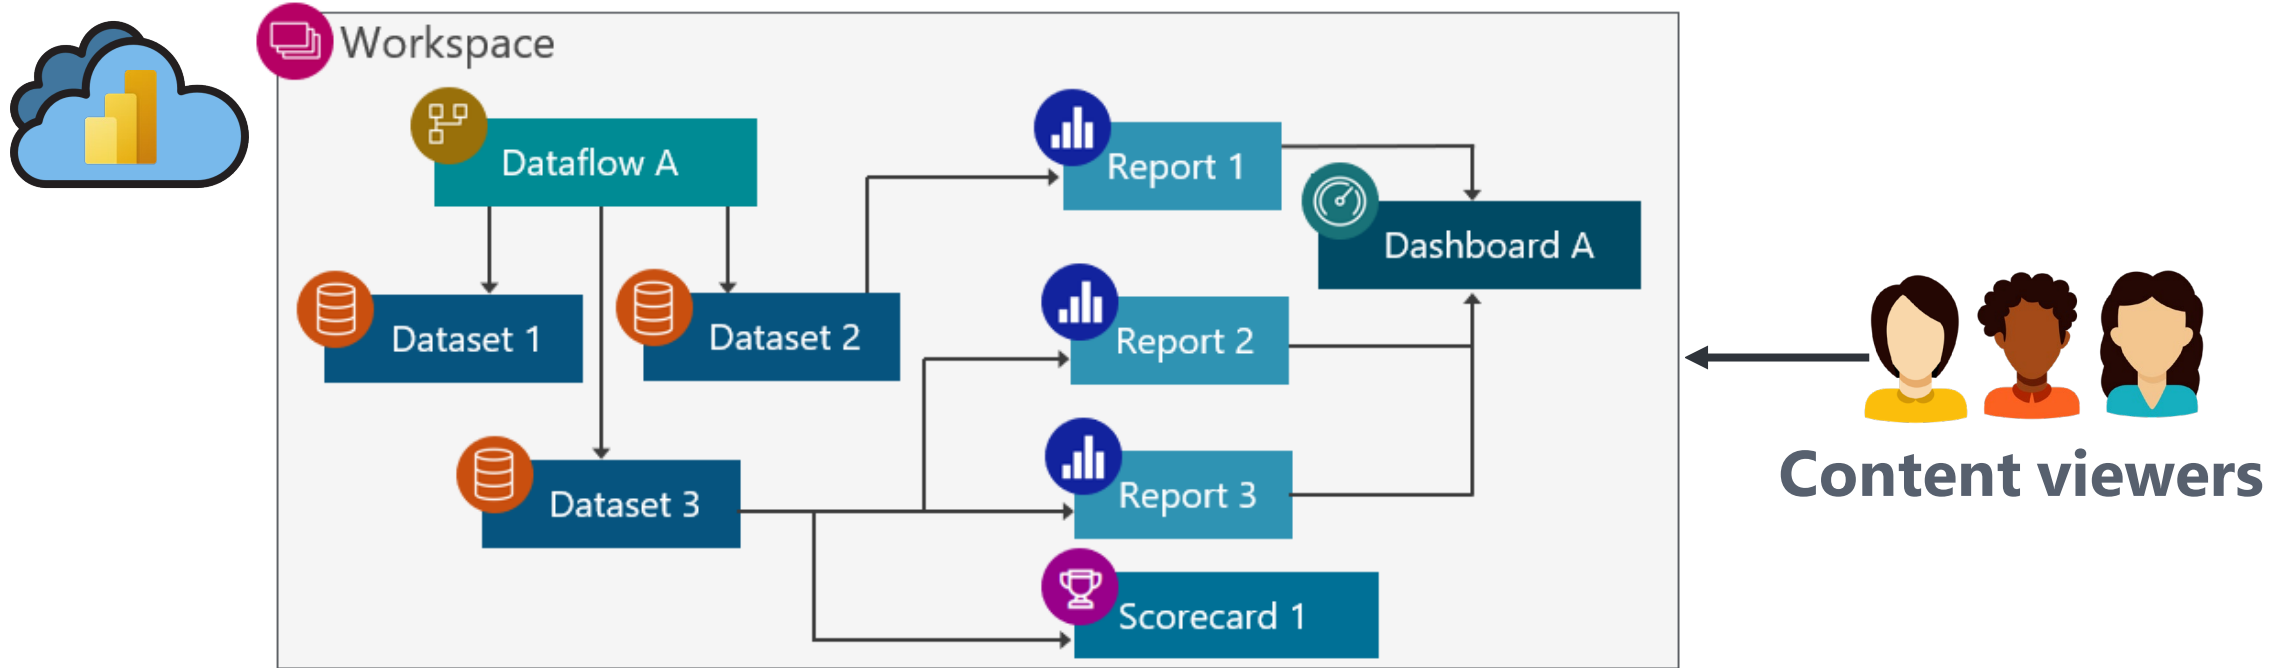 Workspace
Dataflow A
Report 1
Dashboard A
Dataset 1
Dataset 2
Report 2
Content viewers
Dataset 3
Report 3
Scorecard 1